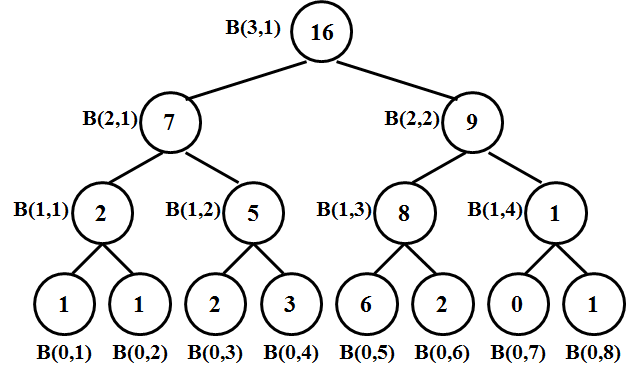 B(3,1) 16
B(2,1) 7 B(2,2) 9
B(1,1) 2 B(1,2) 5 B(1,3) 8 B(1,4) 1
1 1 2 3 6 2 0 1
B(0,1) B(0,2) B(0,3) B(0,4) B(0,5) B(0,6) B(0,7) B(0,8)